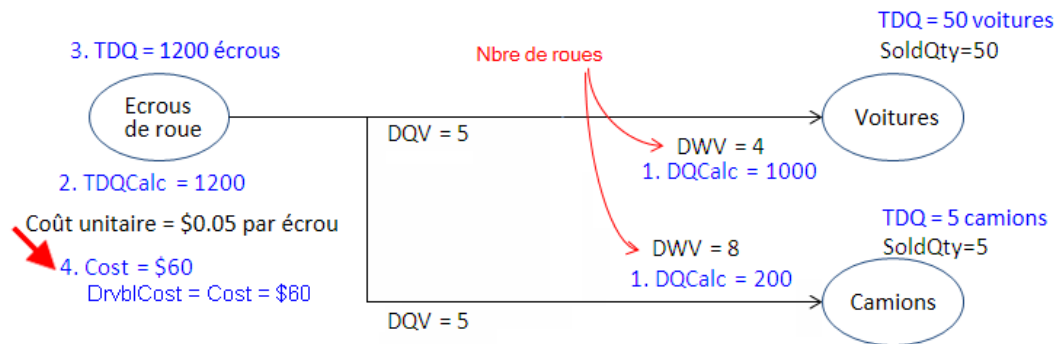 TDQ = 50 voitures
SoldQty=50
3. TDQ = 1200 écrous
Nbre de roues
Ecrous
de roue
DQV = 5
Voitures
DWV = 4
1. DQCalc = 1000
2. TDQCalc = 1200
Coût unitaire = $0.05 par écrou
TDQ = 5 camions
SoldQty=5
DWV = 8
1. DQCalc = 200
4. Cost = $60
DrvblCost = Cost = $60
Camions
DQV = 5